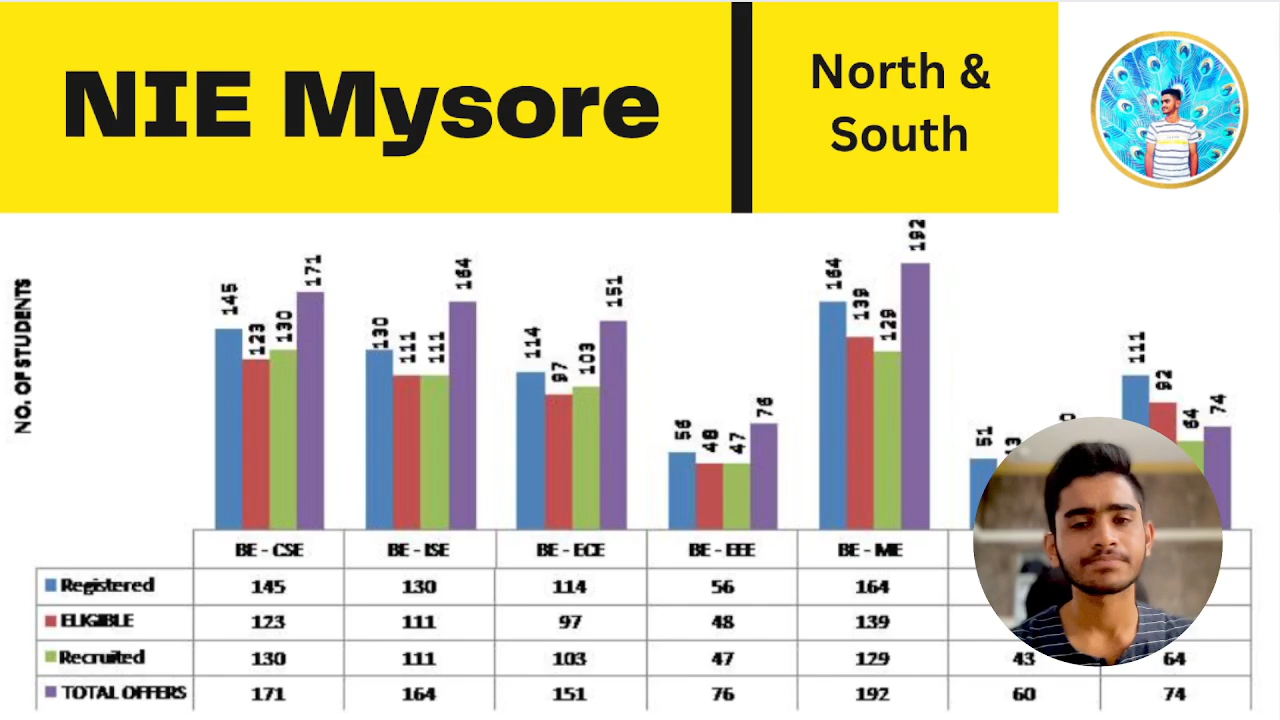 NIE Mysore
North &
South
NO. OF STUDENTS
145 123 130 171
130 111 111 164
114 97 103 151
56 48 47 76
164 139 129 192
51
111 92 64 74
BE - CSE BE - ISE BE - ECE BE - EEE BE - ME
Registered 145 130 114 56 164
ELIGIBLE 123 111 97 48 139
Recruited 130 111 103 47 129 43 64
TOTAL OFFERS 171 164 151 76 192 60 74